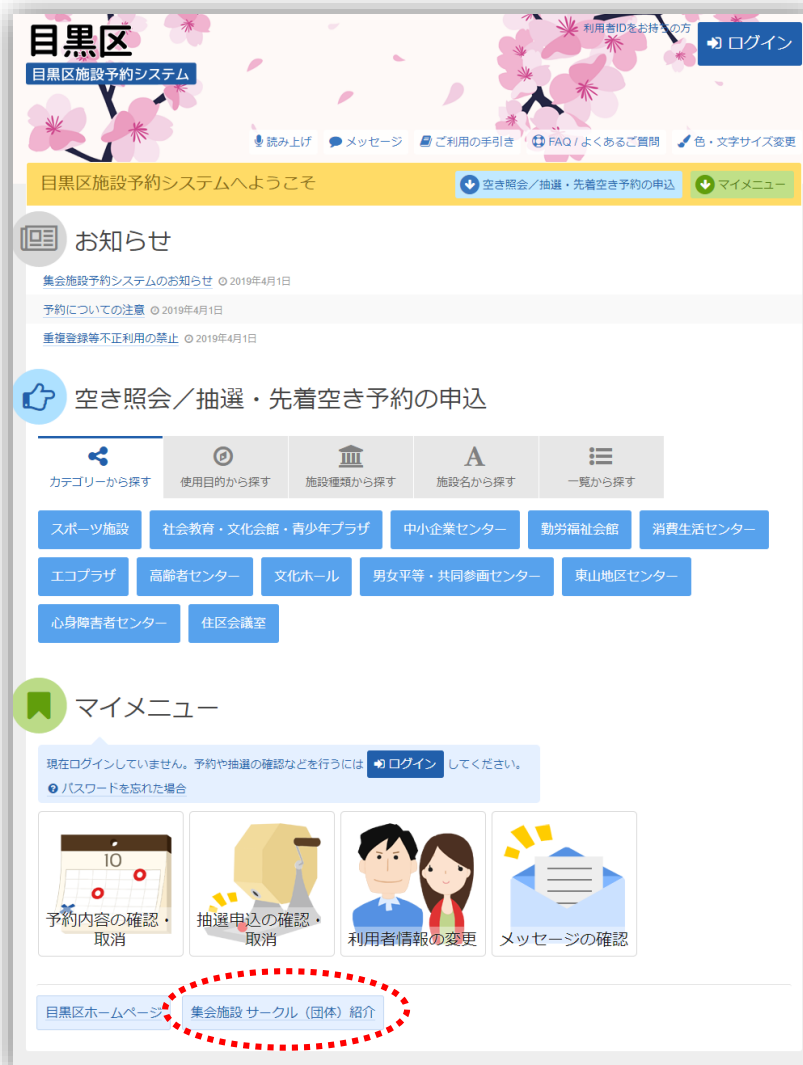 目黒区
目黒区施設予約システム
利用者IDをお持ちの方
ログイン
読み上げ メッセージ ご利用の手引き FAQ / よくあるご質問 色・文字サイズ変更
目黒区施設予約システムへようこそ 空き照会／抽選・先着空き予約の申込 マイメニュー
お知らせ
集会施設予約システムのお知らせ 2019年4月1日
予約についての注意 2019年4月1日
重複登録等不正利用の禁止 2019年4月1日
空き照会／抽選・先着空き予約の申込
カテゴリーから探す 使用目的から探す 施設種類から探す A 施設名から探す 一覧から探す
スポーツ施設 社会教育・文化会館・青少年プラザ 中小企業センター 勤労福祉会館 消費生活センター
エコプラザ 高齢者センター 文化ホール 男女平等・共同参画センター 東山地区センター
心身障害者センター 住区会議室
マイメニュー
現在ログインしていません。予約や抽選の確認などを行うには ログイン してください。
パスワードを忘れた場合
10
予約内容の確認・
取消
抽選申込の確認・
取消
利用者情報の変更
メッセージの確認
目黒区ホームページ 集会施設 サークル（団体）紹介